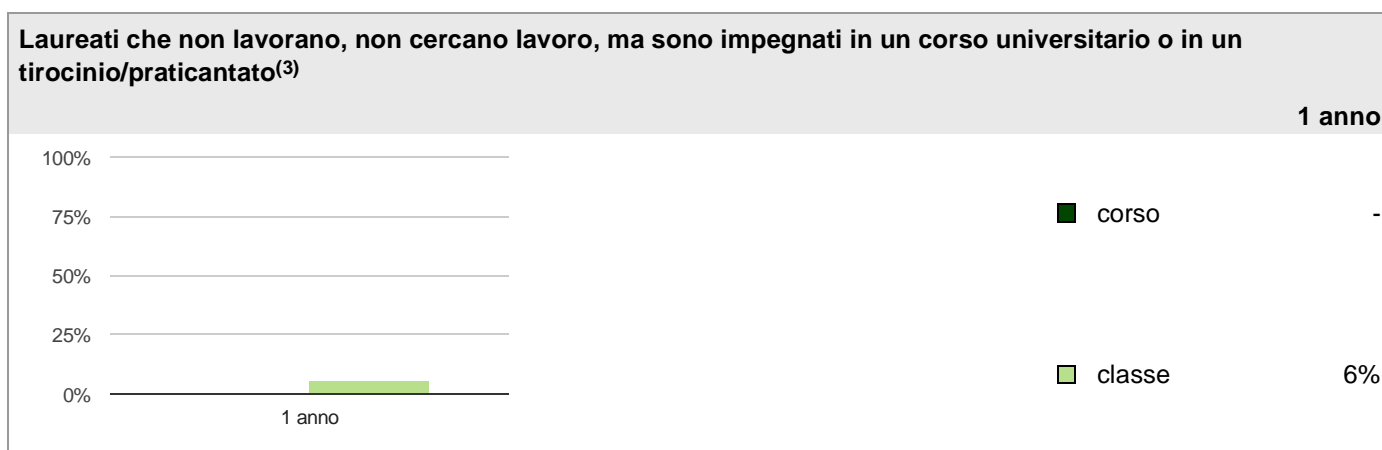 Laureati che non lavorano, non cercano lavoro, ma sono impegnati in un corso universitario o in un
tirocinio/praticantato(3)
1 anno
100%
75%
50%
25%
0%
1 anno
corso -
classe 6%